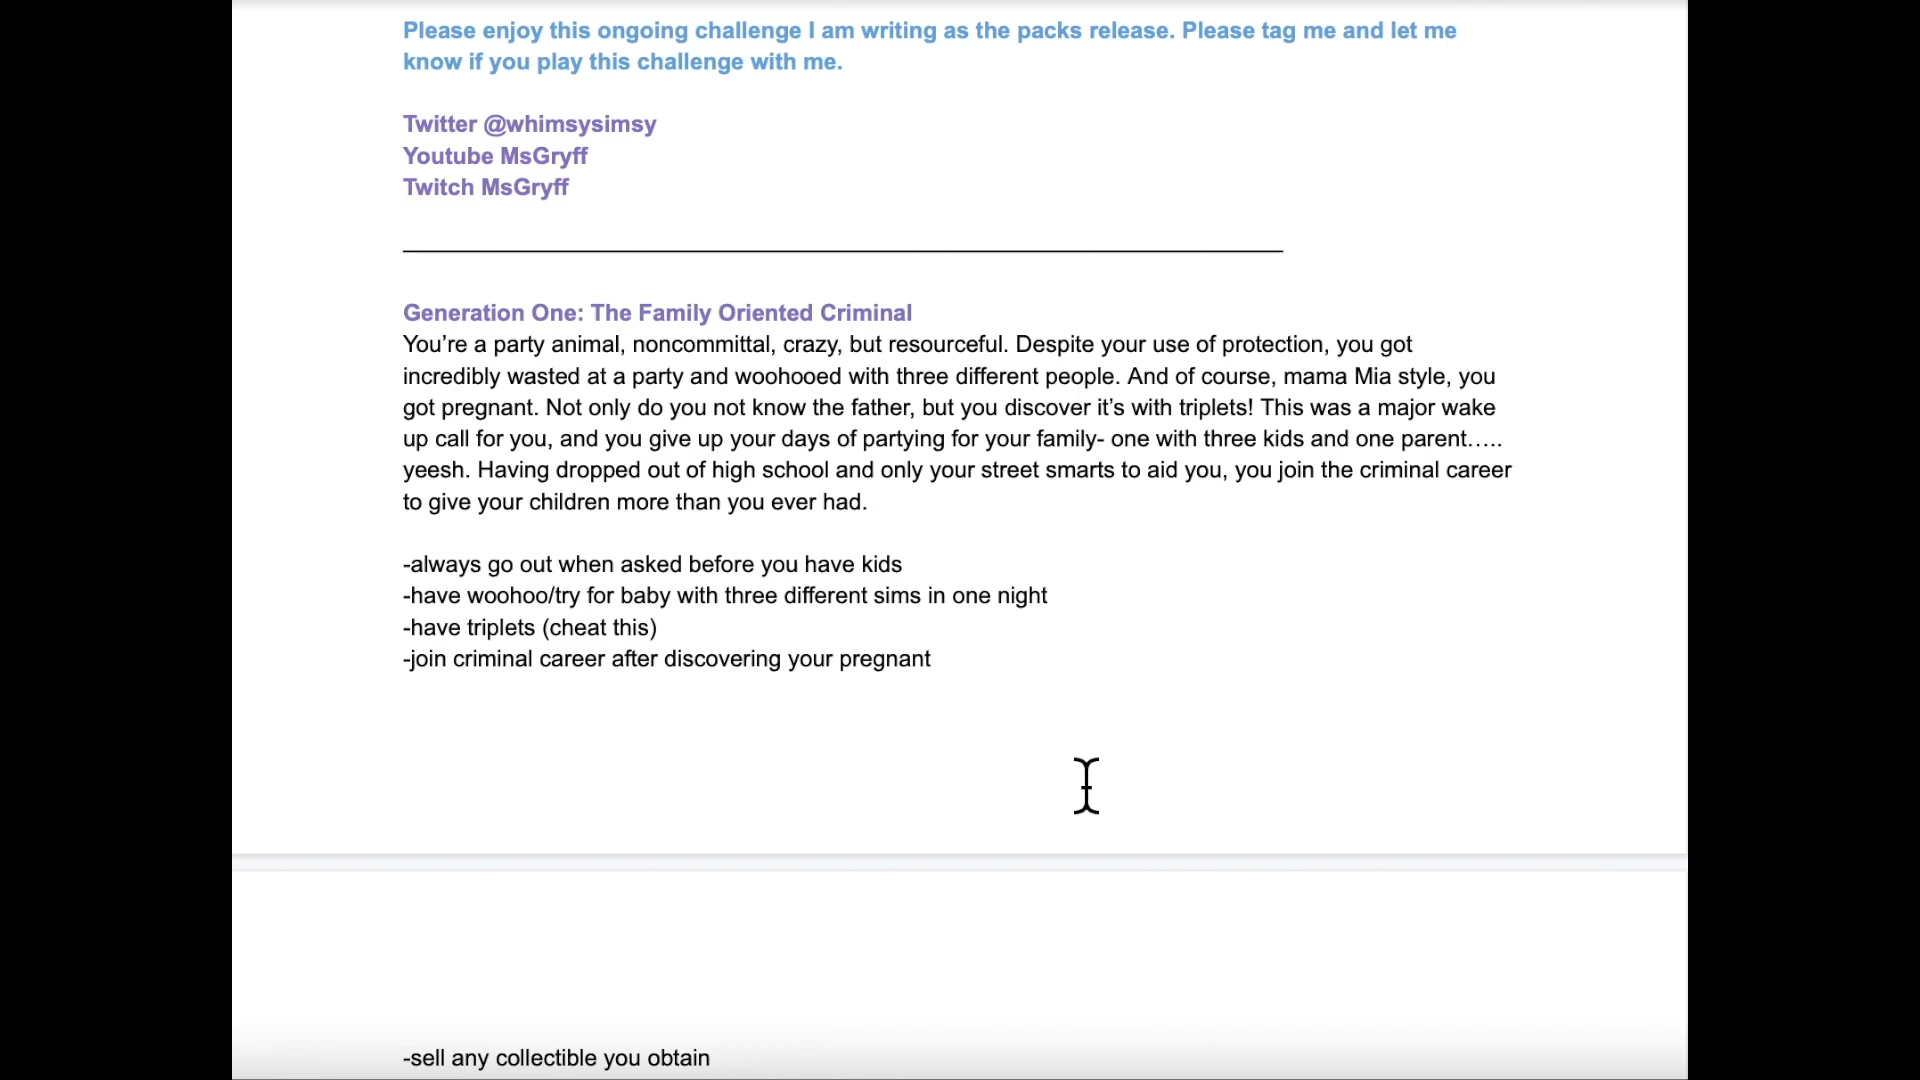 Please enjoy this ongoing challenge I am writing as the packs release. Please tag me and let me
know if you play this challenge with me.
Twitter @whimsysimsy
Youtube MsGryff
Twitch MsGryff
Generation One: The Family Oriented Criminal
You’re a party animal, noncommittal, crazy, but resourceful. Despite your use of protection, you got
incredibly wasted at a party and woohooed with three different people. And of course, mama Mia style, you
got pregnant. Not only do you not know the father, but you discover it’s with triplets! This was a major wake
up call for you, and you give up your days of partying for your family- one with three kids and one parent…..
yeesh. Having dropped out of high school and only your street smarts to aid you, you join the criminal career
to give your children more than you ever had.
-always go out when asked before you have kids
-have woohoo/try for baby with three different sims in one night
-have triplets (cheat this)
-join criminal career after discovering your pregnant
-sell any collectible you obtain